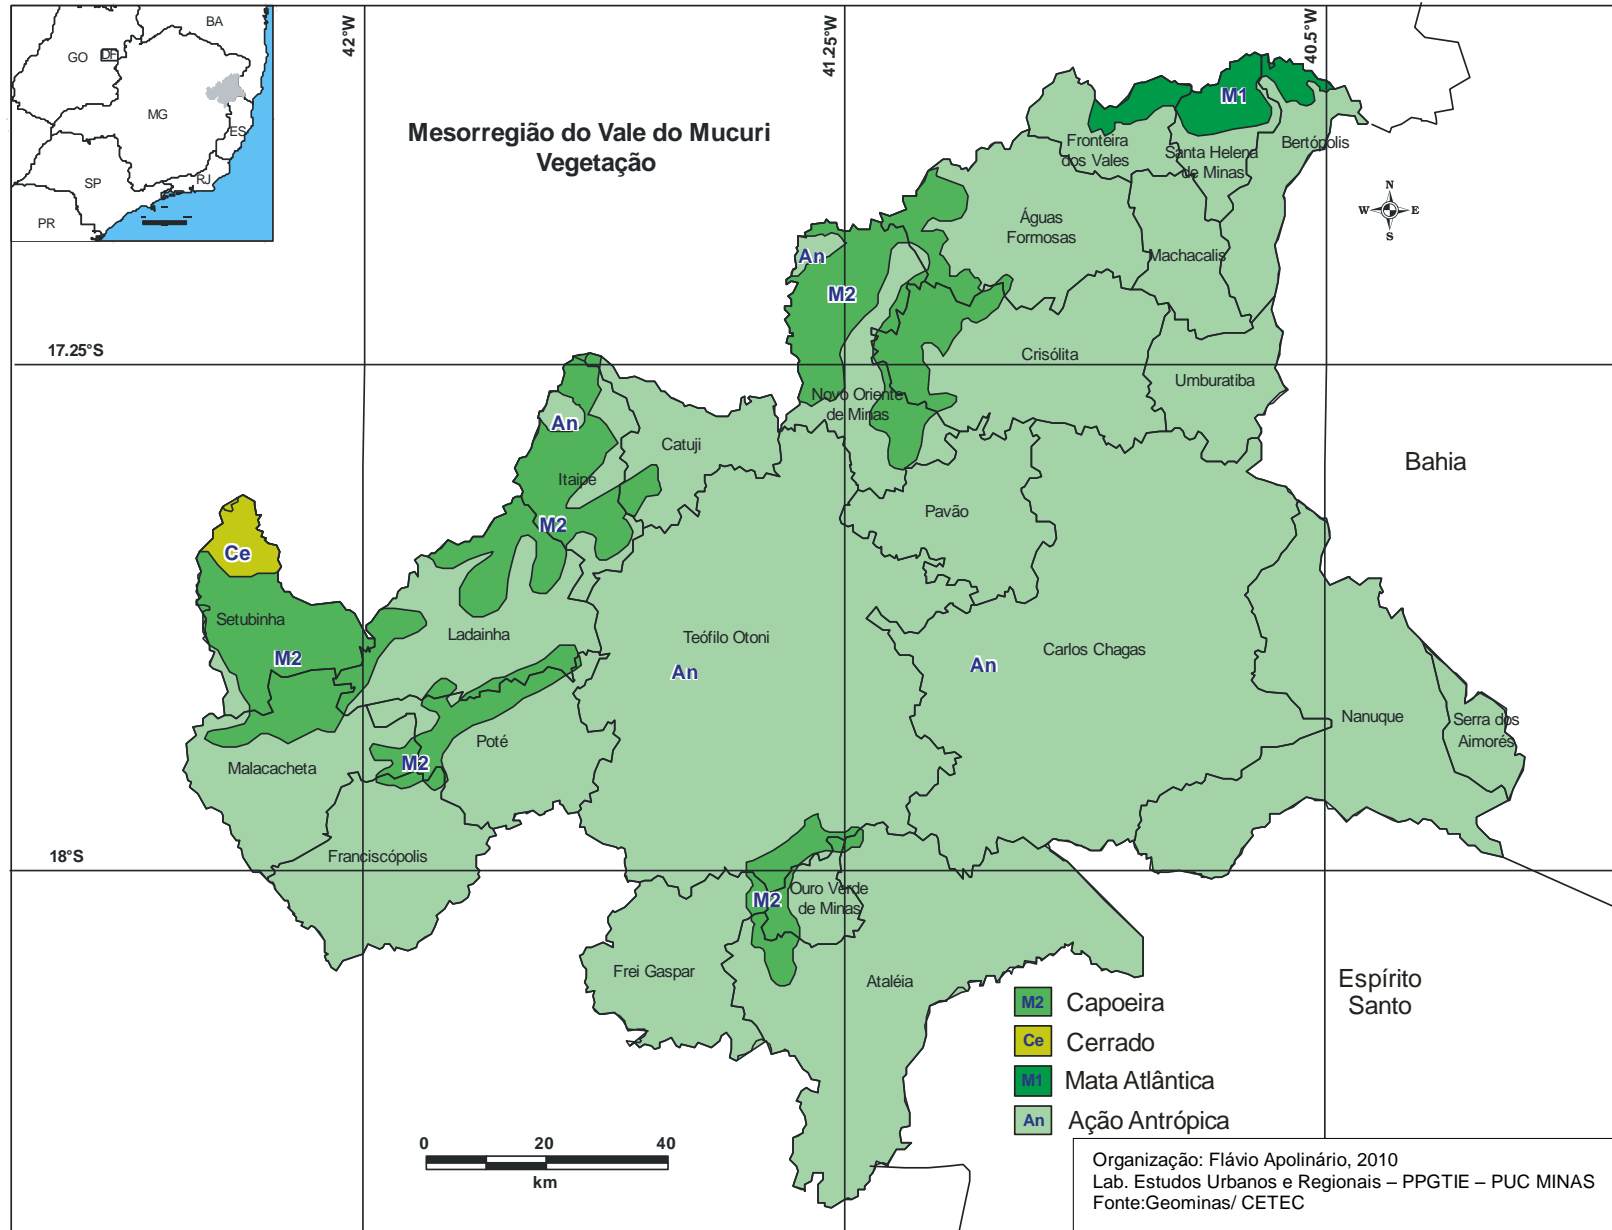 BA
GO
DF
MG
ES
SP
RJ
PR
42°W
41.25°W
40.5°W
Mesorregião do Vale do Mucuri
Vegetação
M1
Fronteira
dos Vales
Santa Helena
de Minas
Bertópolis
N
W
E
S
Águas
Formosas
Machacalis
An
M2
17.25°S
Crisólita
Umburatiba
Novo Oriente
de Minas
An
Catuji
Itaipe
Bahia
M2
Pavão
Ce
Setubinha
Ladainha
Teófilo Otoni
Carlos Chagas
M2
An
An
Nanuque
Serra dos
Aimorés
Poté
Malacacheta
M2
18°S
Franciscópolis
M2
Ouro Verde
de Minas
Frei Gaspar
Ataléia
Espírito
Santo
M2 Capoeira
Ce Cerrado
M1 Mata Atlântica
An Ação Antrópica
0 20 40
km
Organização: Flávio Apolinário, 2010
Lab. Estudos Urbanos e Regionais – PPGTIE – PUC MINAS
Fonte:Geominas/ CETEC